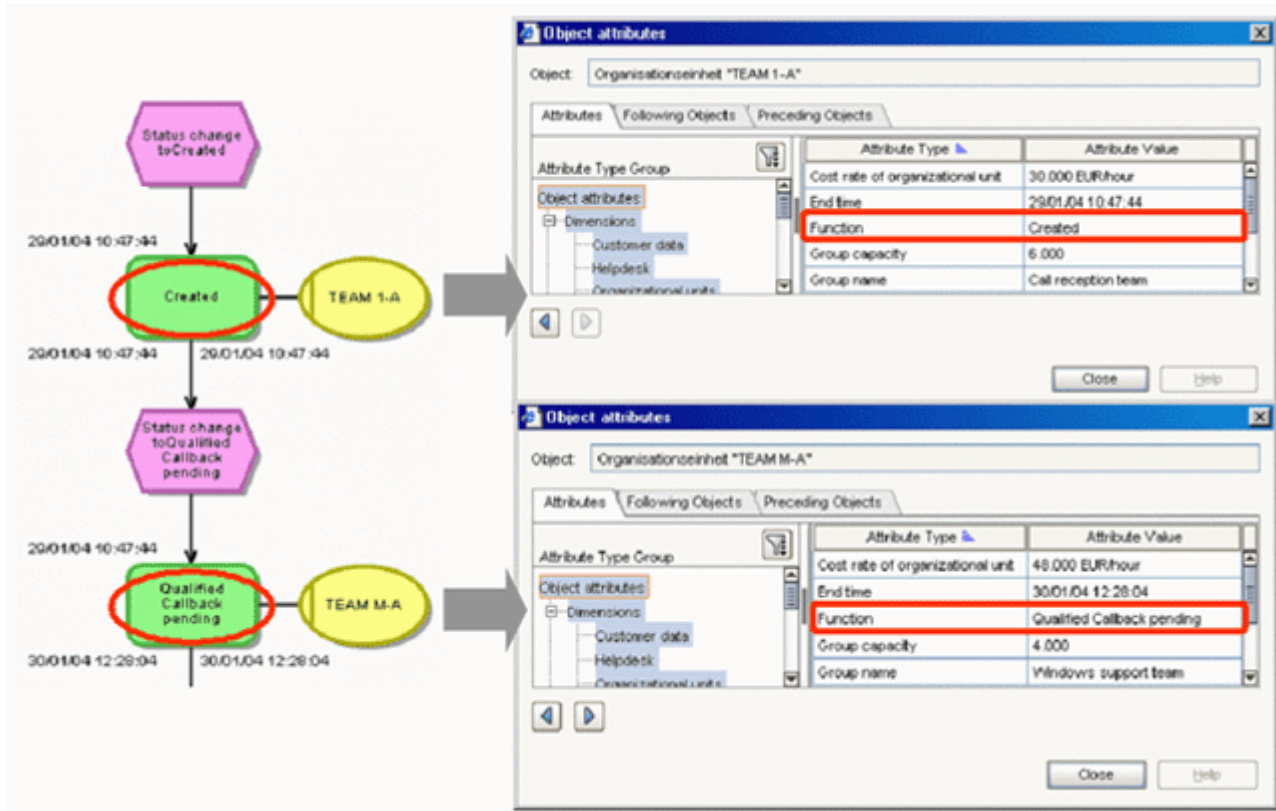 Status change
toCreated
29/01/04 10:47:44
Created
TEAM 1-A
29/01/04 10:47:44
29/01/04 10:47:44
Status change
toQualified
Callback
pending
29/01/04 10:47:44
Qualified
Callback
pending
TEAM M-A
30/01/04 12:28:04
30/01/04 12:28:04
Object attributes
Object: Organisationseinheit "TEAM 1-A"
Attributes Following Objects Preceding Objects
Attribute Type Group
Object attributes
Dimensions
Customer data
Helpdesk
Organizational units
Attribute Type Attribute Value
Cost rate of organizational unit 30.000 EUR/hour
End time 29/01/04 10:47:44
Function Created
Group capacity 6.000
Group name Call reception team
Close Help
Object attributes
Object: Organisationseinheit "TEAM M-A"
Attributes Following Objects Preceding Objects
Attribute Type Group
Object attributes
Dimensions
Customer data
Helpdesk
Organizational units
Attribute Type Attribute Value
Cost rate of organizational unit 48.000 EUR/hour
End time 30/01/04 12:28:04
Function Qualified Callback pending
Group capacity 4.000
Group name Windows support team
Close Help